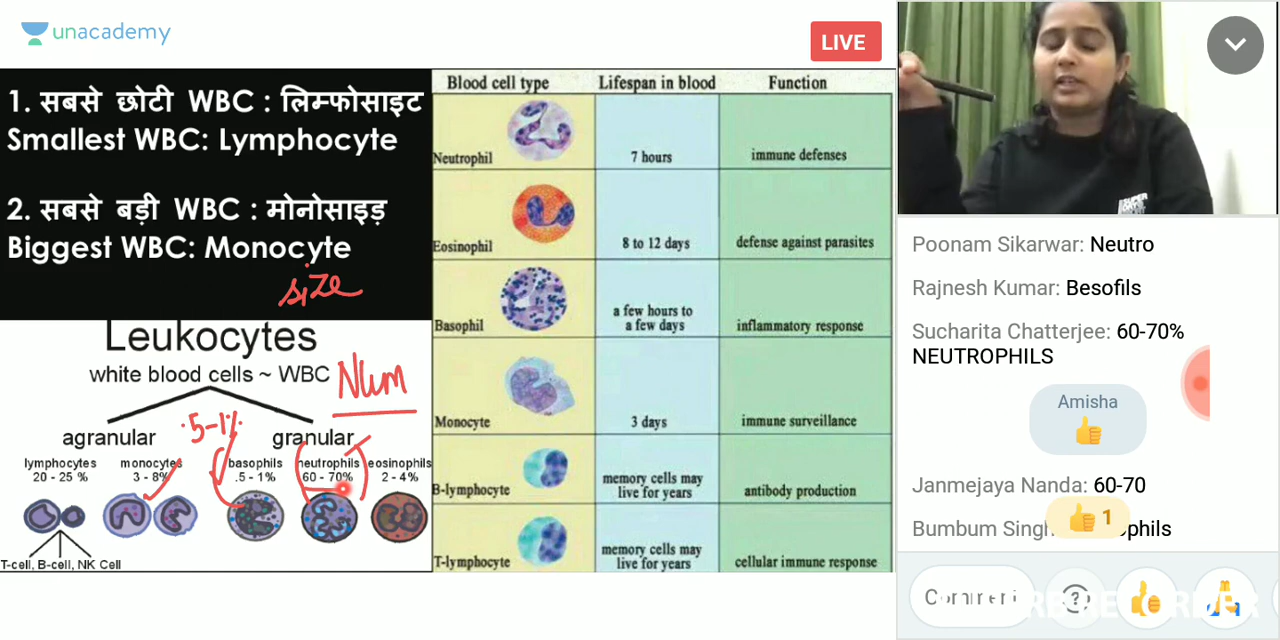 unacademy
LIVE
1. सबसे छोटी WBC : लिम्फोसाइट
Smallest WBC: Lymphocyte
2. सबसे बड़ी WBC : मोनोसाइड़
Biggest WBC: Monocyte
size
Leukocytes
white blood cells ~ WBC
Num
.5-1%
agranular
granular
lymphocytes
20 - 25 %
monocytes
3 - 8%
basophils
.5 - 1%
neutrophils
60 - 70%
eosinophils
2 - 4%
T-cell, B-cell, NK Cell
Blood cell type
Lifespan in blood
Function
Neutrophil
7 hours
immune defenses
Eosinophil
8 to 12 days
defense against parasites
Basophil
a few hours to
a few days
inflammatory response
Monocyte
3 days
immune surveillance
B-lymphocyte
memory cells may
live for years
antibody production
T-lymphocyte
memory cells may
live for years
cellular immune response
SUPER
Poonam Sikarwar: Neutro
Rajnesh Kumar: Besofils
Sucharita Chatterjee: 60-70%
NEUTROPHILS
Amisha
Janmejaya Nanda: 60-70
1
Bumbum Singh
Comment